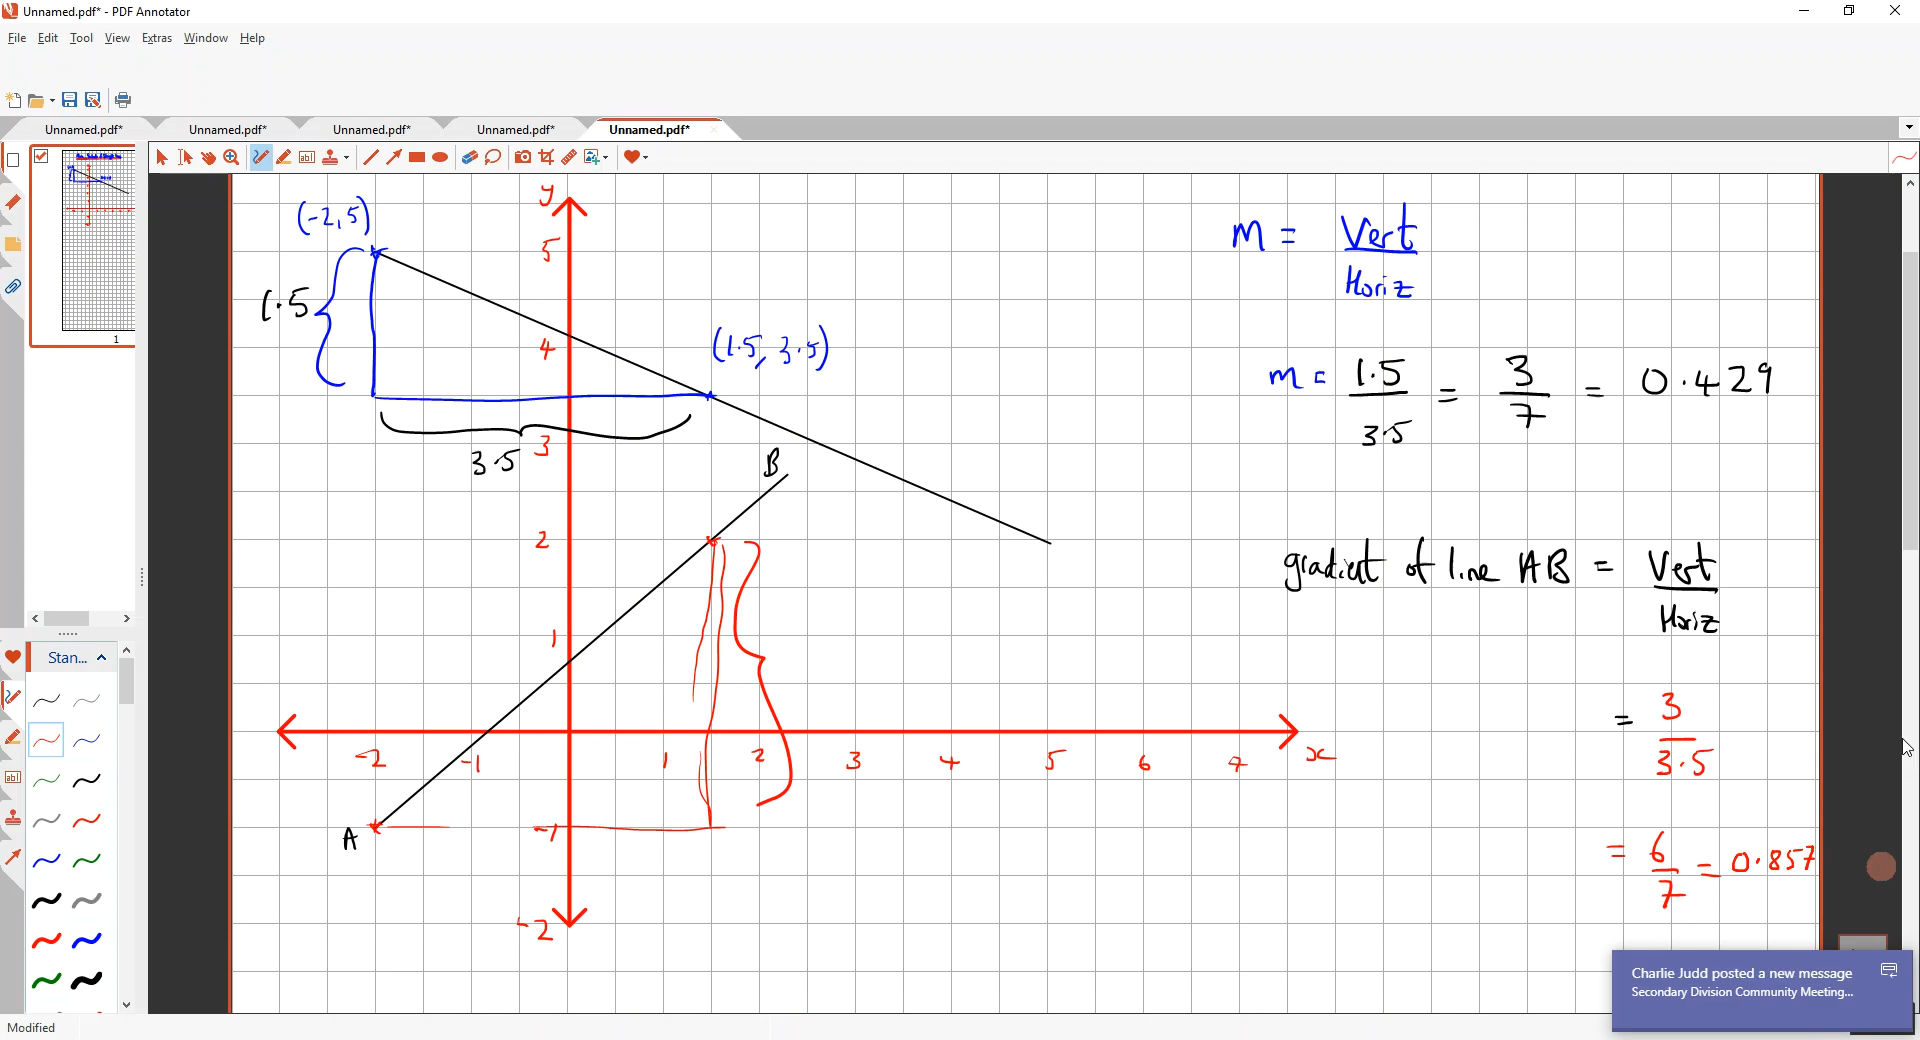 Unnamed.pdf* - PDF Annotator
File Edit Tool View Extras Window Help
Unnamed.pdf* Unnamed.pdf* Unnamed.pdf* Unnamed.pdf* Unnamed.pdf*
1
Stan...
abl
abl
y
5
4
3
2
1
-1
-2
-2 -1 1 2 3 4 5 6 7 x
(-2,5)
1.5
(1.5, 3.5)
3.5
B
A
m = Vert
Horiz
m = 1.5 = 3 = 0.429
3.5 7
gradient of line AB = Vert
Horiz
= 3
3.5
= 6 = 0.857
7
Charlie Judd posted a new message
Secondary Division Community Meeting...
Modified